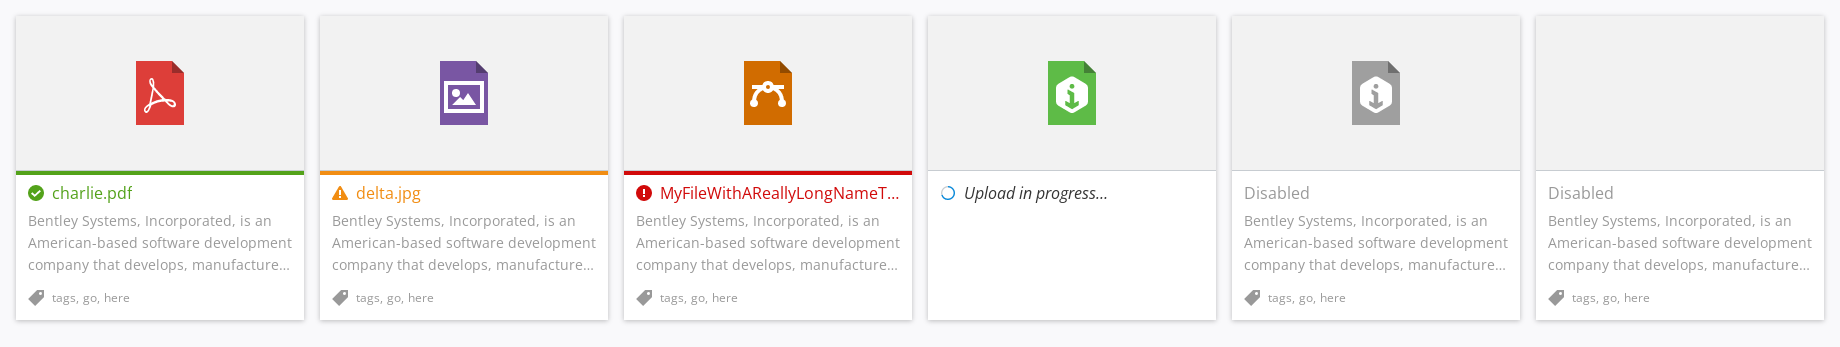 charlie.pdf
Bentley Systems, Incorporated, is an
American-based software development
company that develops, manufacture...
tags, go, here
delta.jpg
Bentley Systems, Incorporated, is an
American-based software development
company that develops, manufacture...
tags, go, here
MyFileWithAReallyLongNameT...
Bentley Systems, Incorporated, is an
American-based software development
company that develops, manufacture...
tags, go, here
Upload in progress...
Disabled
Bentley Systems, Incorporated, is an
American-based software development
company that develops, manufacture...
tags, go, here
Disabled
Bentley Systems, Incorporated, is an
American-based software development
company that develops, manufacture...
tags, go, here